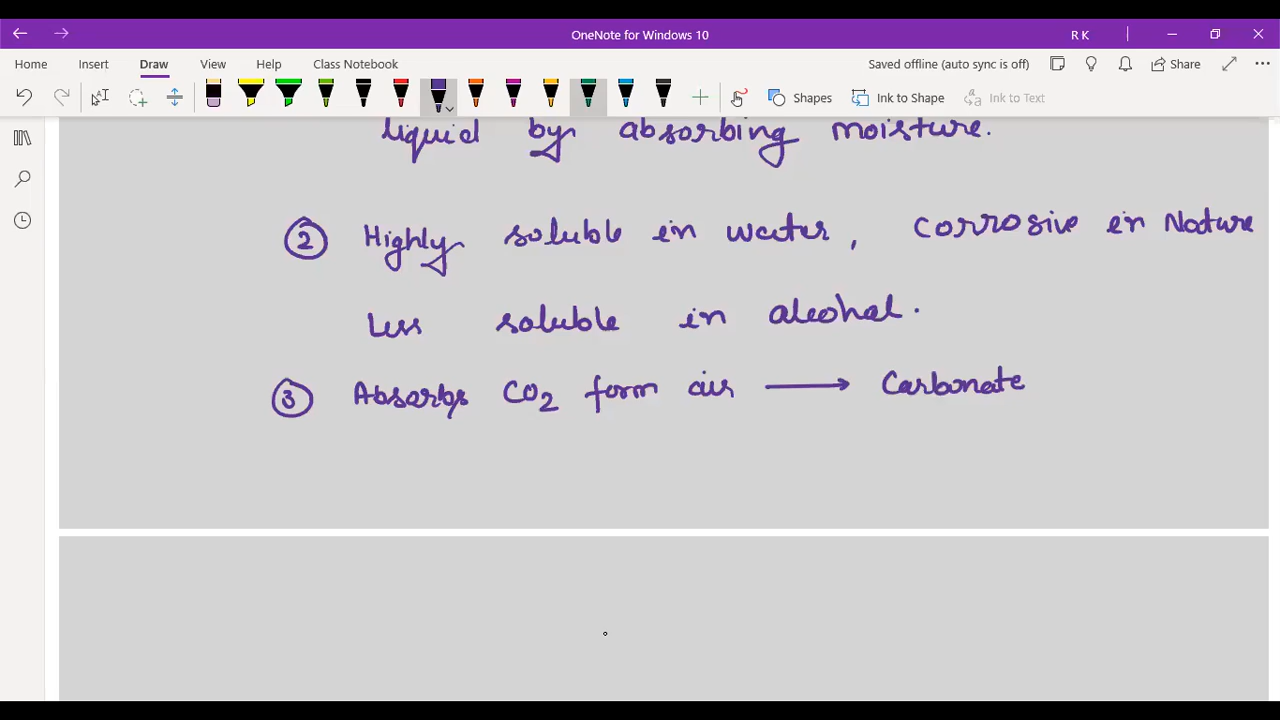 OneNote for Windows 10
R K
Home Insert Draw View Help Class Notebook
Saved offline (auto sync is off)
Share
Shapes
Ink to Shape
Ink to Text
liquid by absorbing moisture.
② Highly soluble in water, Corrosive in Nature
Less soluble in alcohal.
③ Absorbs CO2 form air → Carbonate